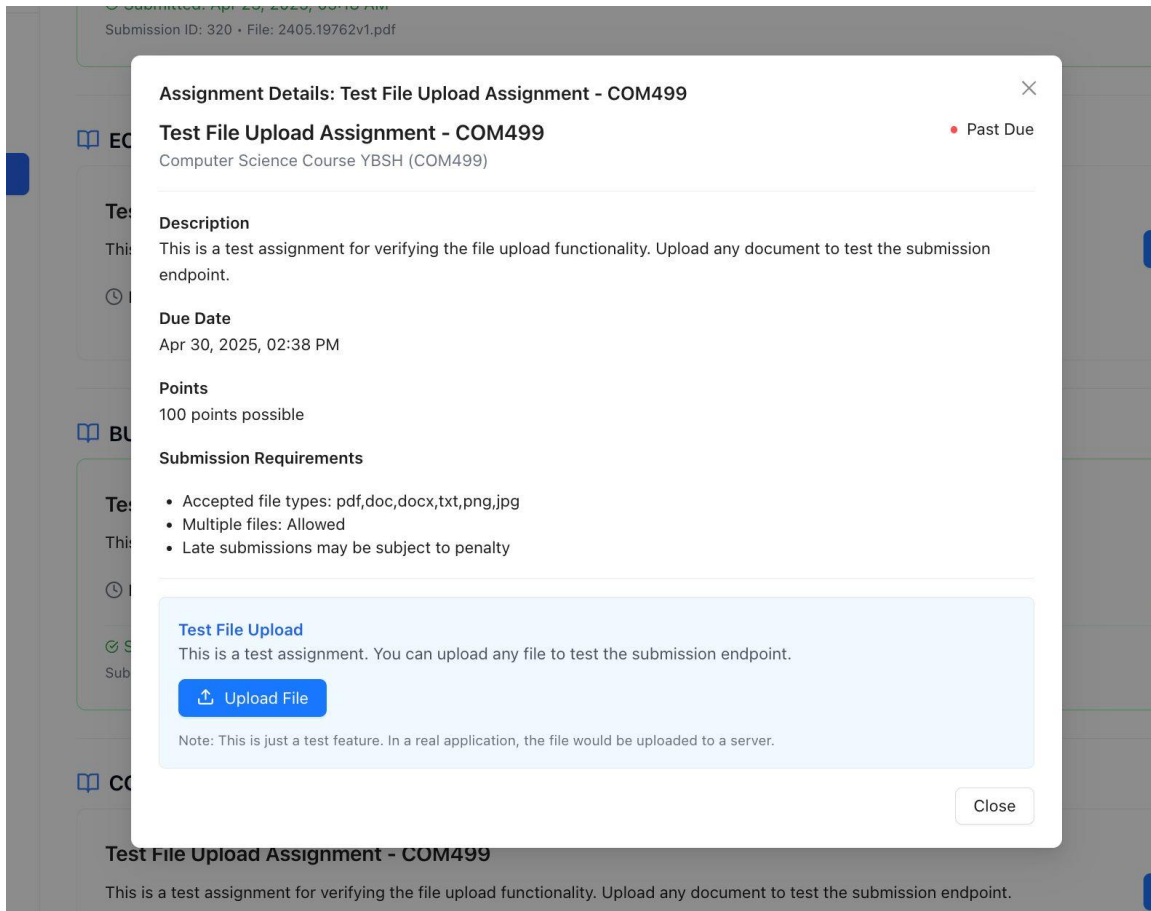 Submitted: Apr 23, 2025, 09:18 AM
Submission ID: 320 • File: 2405.19762v1.pdf
Assignment Details: Test File Upload Assignment - COM499
Test File Upload Assignment - COM499
Past Due
Computer Science Course YBSH (COM499)
Description
This is a test assignment for verifying the file upload functionality. Upload any document to test the submission
endpoint.
Due Date
Apr 30, 2025, 02:38 PM
Points
100 points possible
Submission Requirements
• Accepted file types: pdf,doc,docx,txt,png,jpg
• Multiple files: Allowed
• Late submissions may be subject to penalty
Test File Upload
This is a test assignment. You can upload any file to test the submission endpoint.
Upload File
Note: This is just a test feature. In a real application, the file would be uploaded to a server.
Close
Test File Upload Assignment - COM499
This is a test assignment for verifying the file upload functionality. Upload any document to test the submission endpoint.